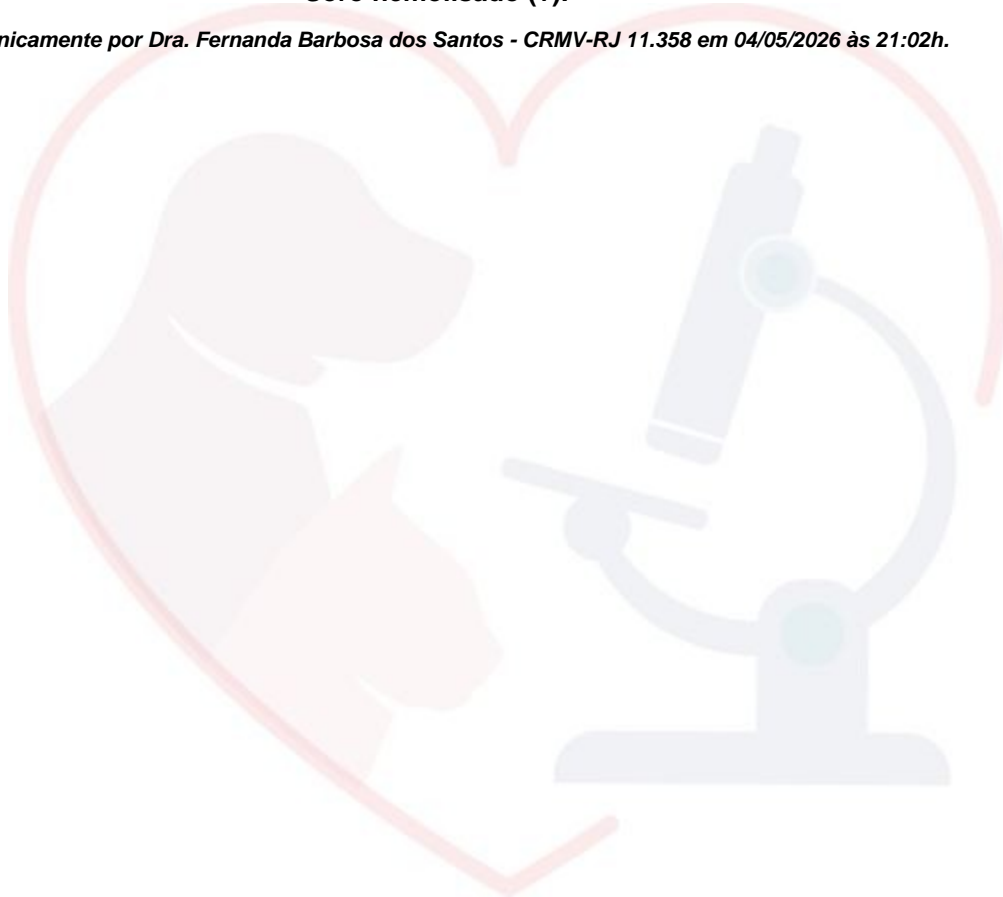 Soro hemolisado (1).
nicamente por Dra. Fernanda Barbosa dos Santos - CRMV-RJ 11.358 em 04/05/2026 às 21:02h.